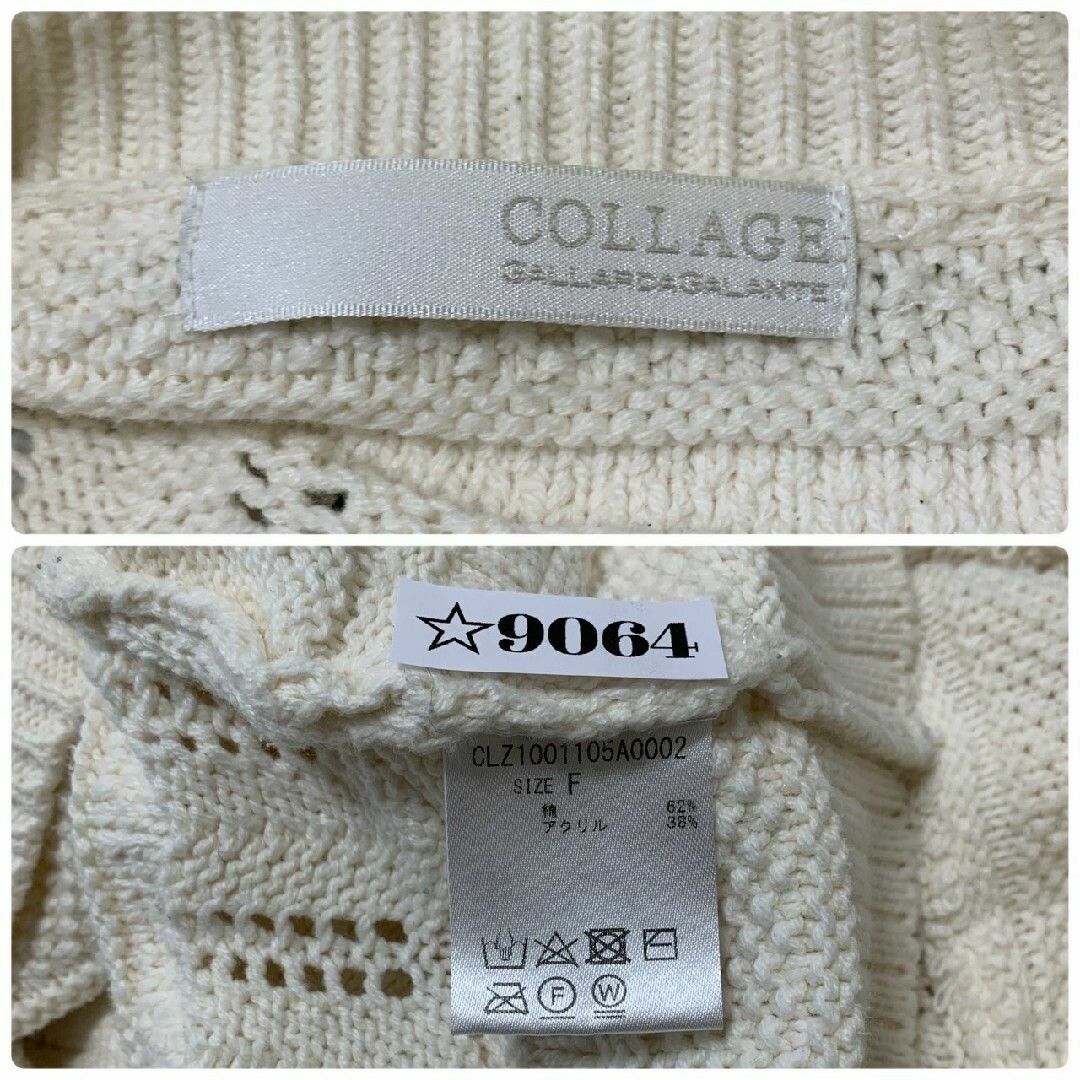 COLLAGE
GALLARDAGALANTE
☆9064
CLZ1001105A0002
SIZE F
綿 62%
アクリル 38%
F W